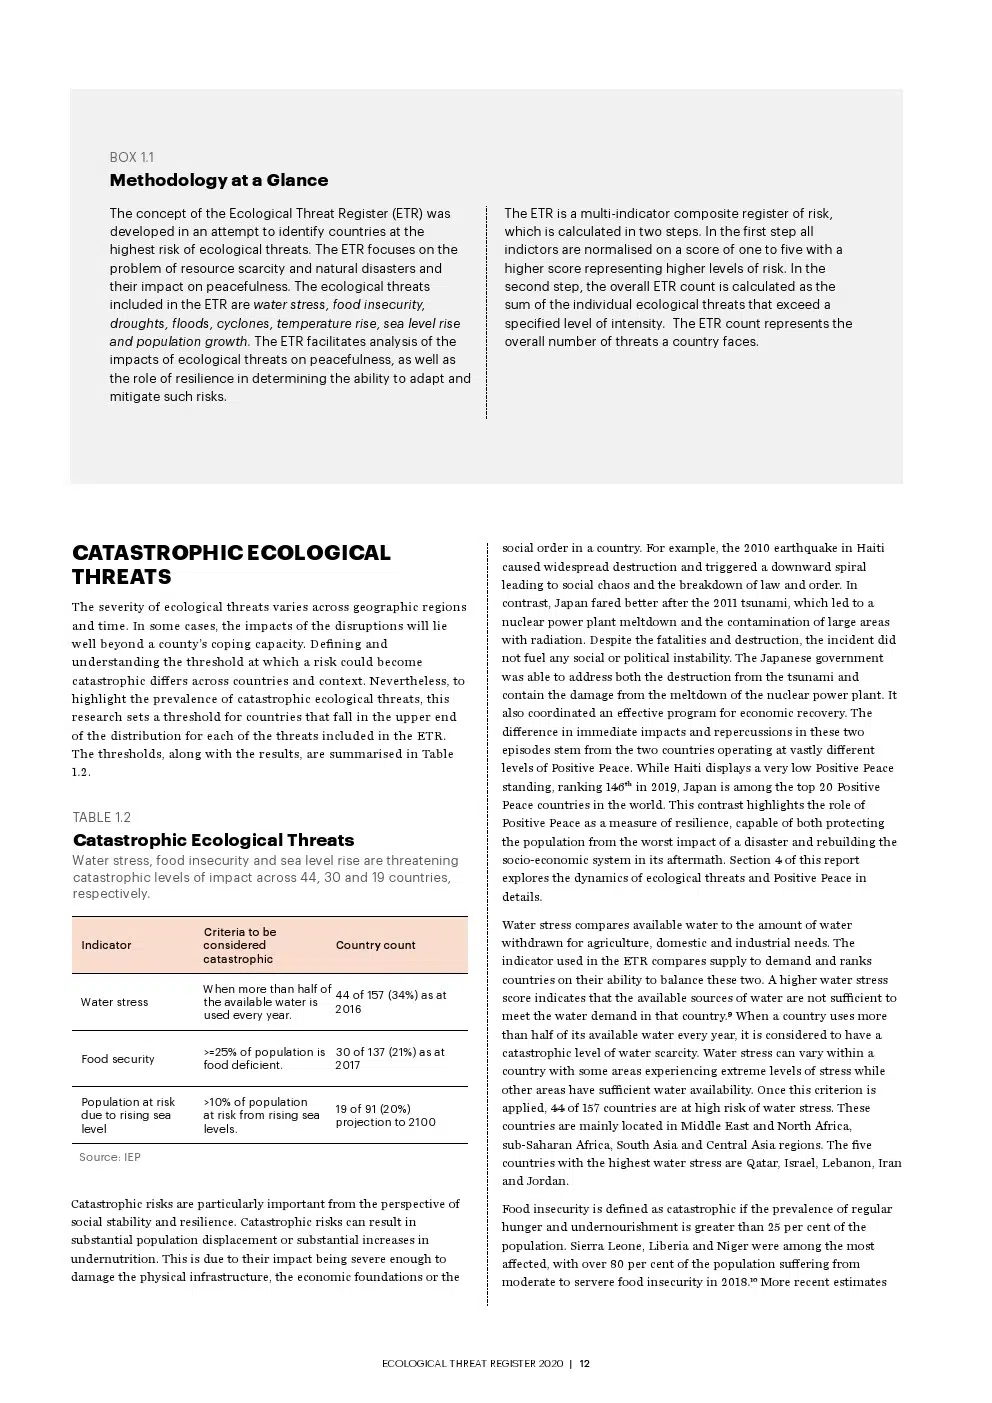 BOX 1.1
Methodology at a Glance
The concept of the Ecological Threat Register (ETR) was
developed in an attempt to identify countries at the
highest risk of ecological threats. The ETR focuses on the
problem of resource scarcity and natural disasters and
their impact on peacefulness. The ecological threats
included in the ETR are water stress, food insecurity,
droughts, floods, cyclones, temperature rise, sea level rise
and population growth. The ETR facilitates analysis of the
impacts of ecological threats on peacefulness, as well as
the role of resilience in determining the ability to adapt and
mitigate such risks.
The ETR is a multi-indicator composite register of risk,
which is calculated in two steps. In the first step all
indictors are normalised on a score of one to five with a
higher score representing higher levels of risk. In the
second step, the overall ETR count is calculated as the
sum of the individual ecological threats that exceed a
specified level of intensity.  The ETR count represents the
overall number of threats a country faces.
CATASTROPHIC ECOLOGICAL
THREATS
The severity of ecological threats varies across geographic regions
and time. In some cases, the impacts of the disruptions will lie
well beyond a county's coping capacity. Defining and
understanding the threshold at which a risk could become
catastrophic differs across countries and context. Nevertheless, to
highlight the prevalence of catastrophic ecological threats, this
research sets a threshold for countries that fall in the upper end
of the distribution for each of the threats included in the ETR.
The thresholds, along with the results, are summarised in Table
1.2.
TABLE 1.2
Catastrophic Ecological Threats
Water stress, food insecurity and sea level rise are threatening
catastrophic levels of impact across 44, 30 and 19 countries,
respectively.
Indicator
Criteria to be
considered
catastrophic
Country count
Water stress
When more than half of
the available water is
used every year.
44 of 157 (34%) as at
2016
Food security
>=25% of population is
food deficient.
30 of 137 (21%) as at
2017
Population at risk
due to rising sea
level
>10% of population
at risk from rising sea
levels.
19 of 91 (20%)
projection to 2100
Source: IEP
Catastrophic risks are particularly important from the perspective of
social stability and resilience. Catastrophic risks can result in
substantial population displacement or substantial increases in
undernutrition. This is due to their impact being severe enough to
damage the physical infrastructure, the economic foundations or the
social order in a country. For example, the 2010 earthquake in Haiti
caused widespread destruction and triggered a downward spiral
leading to social chaos and the breakdown of law and order. In
contrast, Japan fared better after the 2011 tsunami, which led to a
nuclear power plant meltdown and the contamination of large areas
with radiation. Despite the fatalities and destruction, the incident did
not fuel any social or political instability. The Japanese government
was able to address both the destruction from the tsunami and
contain the damage from the meltdown of the nuclear power plant. It
also coordinated an effective program for economic recovery. The
difference in immediate impacts and repercussions in these two
episodes stem from the two countries operating at vastly different
levels of Positive Peace. While Haiti displays a very low Positive Peace
standing, ranking 146th in 2019, Japan is among the top 20 Positive
Peace countries in the world. This contrast highlights the role of
Positive Peace as a measure of resilience, capable of both protecting
the population from the worst impact of a disaster and rebuilding the
socio-economic system in its aftermath. Section 4 of this report
explores the dynamics of ecological threats and Positive Peace in
details.
Water stress compares available water to the amount of water
withdrawn for agriculture, domestic and industrial needs. The
indicator used in the ETR compares supply to demand and ranks
countries on their ability to balance these two. A higher water stress
score indicates that the available sources of water are not sufficient to
meet the water demand in that country.⁹ When a country uses more
than half of its available water every year, it is considered to have a
catastrophic level of water scarcity. Water stress can vary within a
country with some areas experiencing extreme levels of stress while
other areas have sufficient water availability. Once this criterion is
applied, 44 of 157 countries are at high risk of water stress. These
countries are mainly located in Middle East and North Africa,
sub-Saharan Africa, South Asia and Central Asia regions. The five
countries with the highest water stress are Qatar, Israel, Lebanon, Iran
and Jordan.
Food insecurity is defined as catastrophic if the prevalence of regular
hunger and undernourishment is greater than 25 per cent of the
population. Sierra Leone, Liberia and Niger were among the most
affected, with over 80 per cent of the population suffering from
moderate to servere food insecurity in 2018.¹⁰ More recent estimates
ECOLOGICAL THREAT REGISTER 2020 | 12